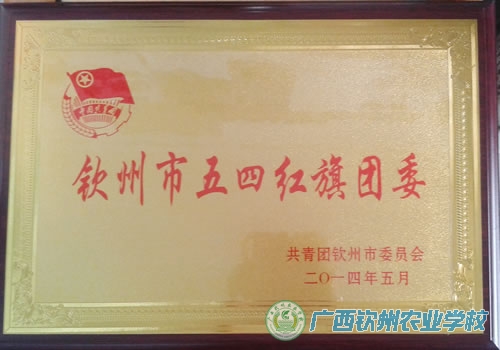 钦州市五四红旗团委
共青团钦州市委员会
二〇一四年五月
广西钦州农业学校